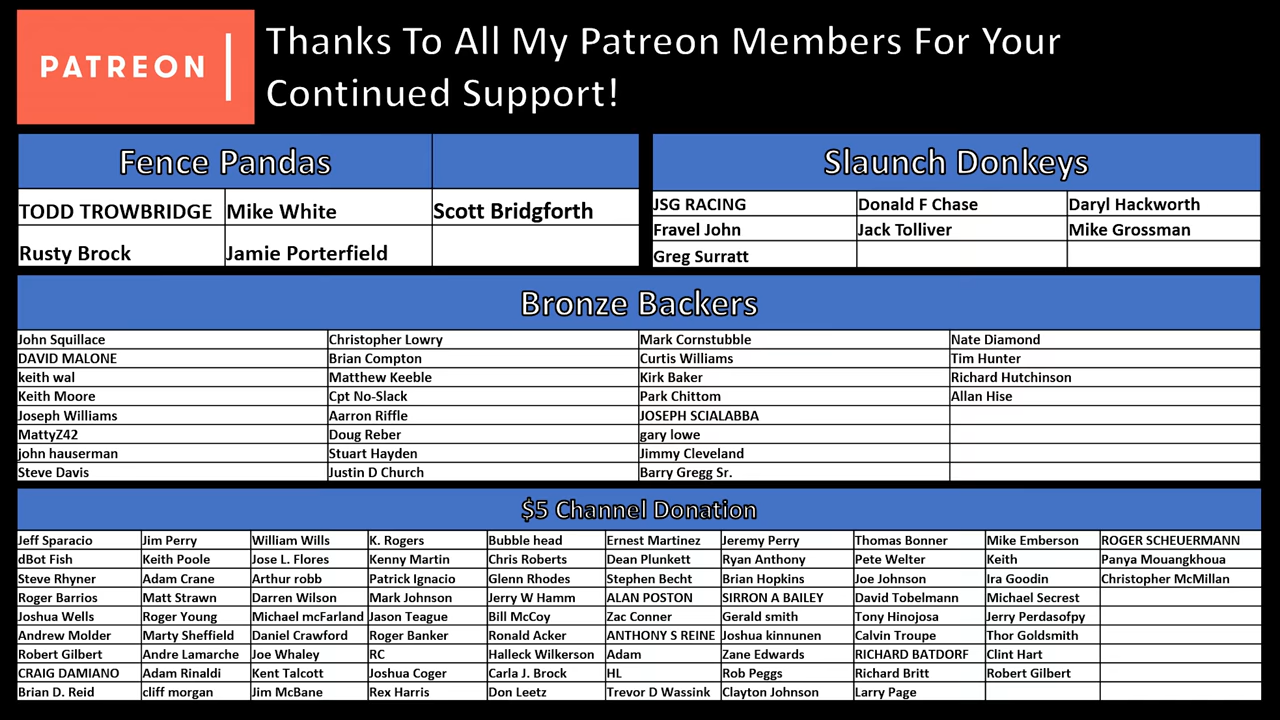 PATREON
Thanks To All My Patreon Members For Your
Continued Support!
Fence Pandas
TODD TROWBRIDGE Mike White Scott Bridgforth
Rusty Brock Jamie Porterfield
Slaunch Donkeys
JSG RACING Donald F Chase Daryl Hackworth
Fravel John Jack Tolliver Mike Grossman
Greg Surratt
Bronze Backers
John Squillace Christopher Lowry Mark Cornstubble Nate Diamond
DAVID MALONE Brian Compton Curtis Williams Tim Hunter
keith wal Matthew Keeble Kirk Baker Richard Hutchinson
Keith Moore Cpt No-Slack Park Chittom Allan Hise
Joseph Williams Aarron Riffle JOSEPH SCIALABBA
MattyZ42 Doug Reber gary lowe
john hauserman Stuart Hayden Jimmy Cleveland
Steve Davis Justin D Church Barry Gregg Sr.
$5 Channel Donation
Jeff Sparacio Jim Perry William Wills K. Rogers Bubble head Ernest Martinez Jeremy Perry Thomas Bonner Mike Emberson ROGER SCHEUERMANN
dBot Fish Keith Poole Jose L. Flores Kenny Martin Chris Roberts Dean Plunkett Ryan Anthony Pete Welter Keith Panya Mouangkhoua
Steve Rhyner Adam Crane Arthur robb Patrick Ignacio Glenn Rhodes Stephen Becht Brian Hopkins Joe Johnson Ira Goodin Christopher McMillan
Roger Barrios Matt Strawn Darren Wilson Mark Johnson Jerry W Hamm ALAN POSTON SIRRON A BAILEY David Tobelmann Michael Secrest
Joshua Wells Roger Young Michael mcFarland Jason Teague Bill McCoy Zac Conner Gerald smith Tony Hinojosa Jerry Perdasofpy
Andrew Molder Marty Sheffield Daniel Crawford Roger Banker Ronald Acker ANTHONY S REINE Joshua kinnunen Calvin Troupe Thor Goldsmith
Robert Gilbert Andre Lamarche Joe Whaley RC Halleck Wilkerson Adam Zane Edwards RICHARD BATDORF Clint Hart
CRAIG DAMIANO Adam Rinaldi Kent Talcott Joshua Coger Carla J. Brock HL Rob Peggs Richard Britt Robert Gilbert
Brian D. Reid cliff morgan Jim McBane Rex Harris Don Leetz Trevor D Wassink Clayton Johnson Larry Page